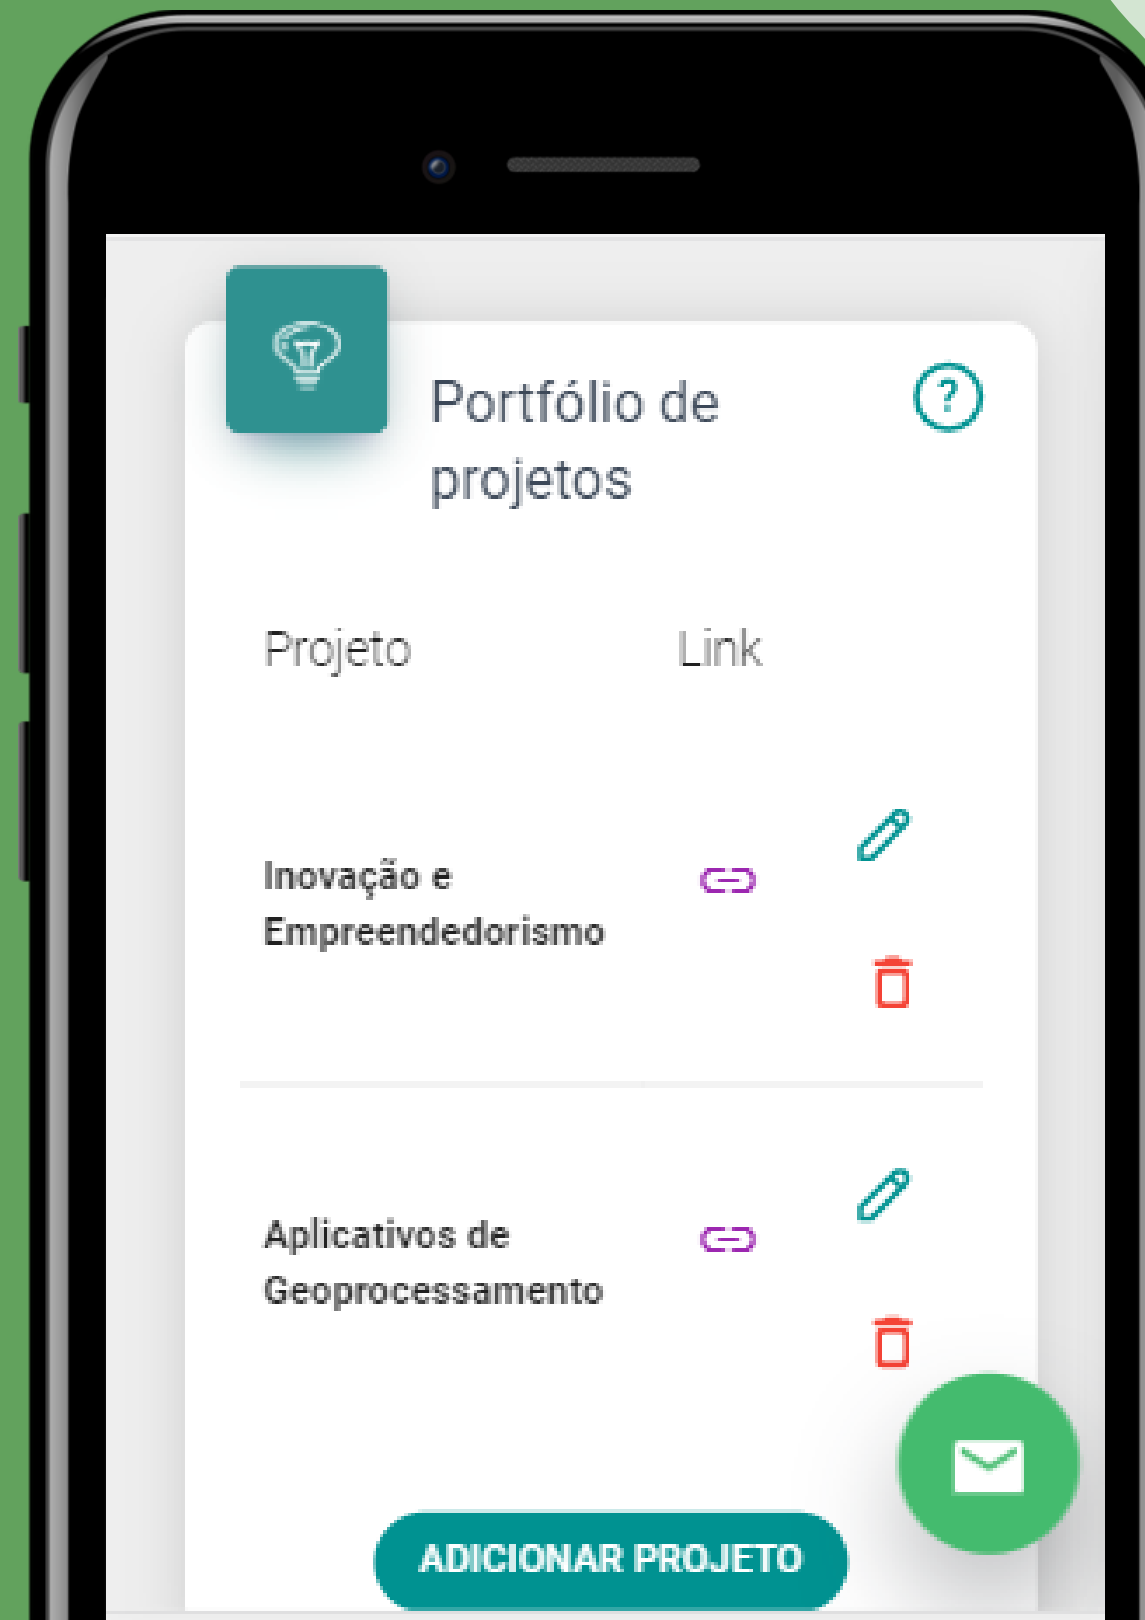 Portfólio de
projetos
?
Projeto Link
Inovação e
Empreendedorismo
Aplicativos de
Geoprocessamento
ADICIONAR PROJETO